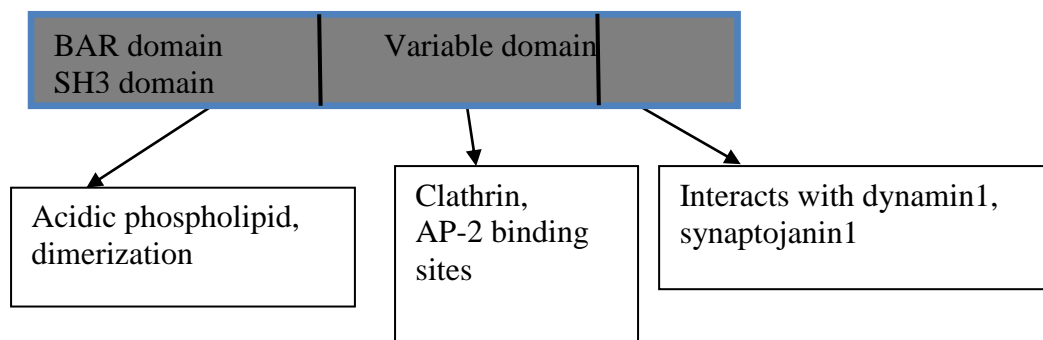 BAR domain Variable domain
SH3 domain
Acidic phospholipid,
dimerization
Clathrin,
AP-2 binding
sites
Interacts with dynamin1,
synaptojanin1